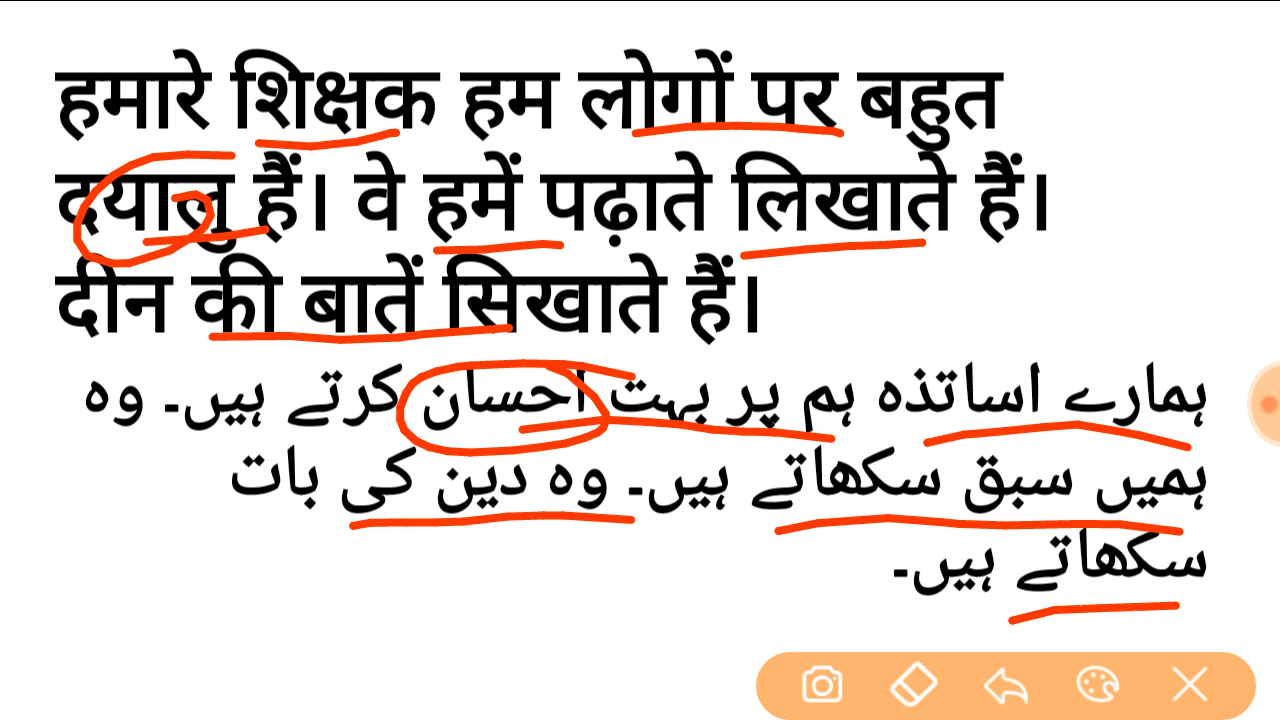 हमारे शिक्षक हम लोगों पर बहुत
दयालु हैं। वे हमें पढ़ाते लिखाते हैं।
दीन की बातें सिखाते हैं।
ہمارے اساتذہ ہم پر بہت احسان کرتے ہیں۔ وہ
ہمیں سبق سکھاتے ہیں۔ وہ دین کی بات
سکھاتے ہیں۔